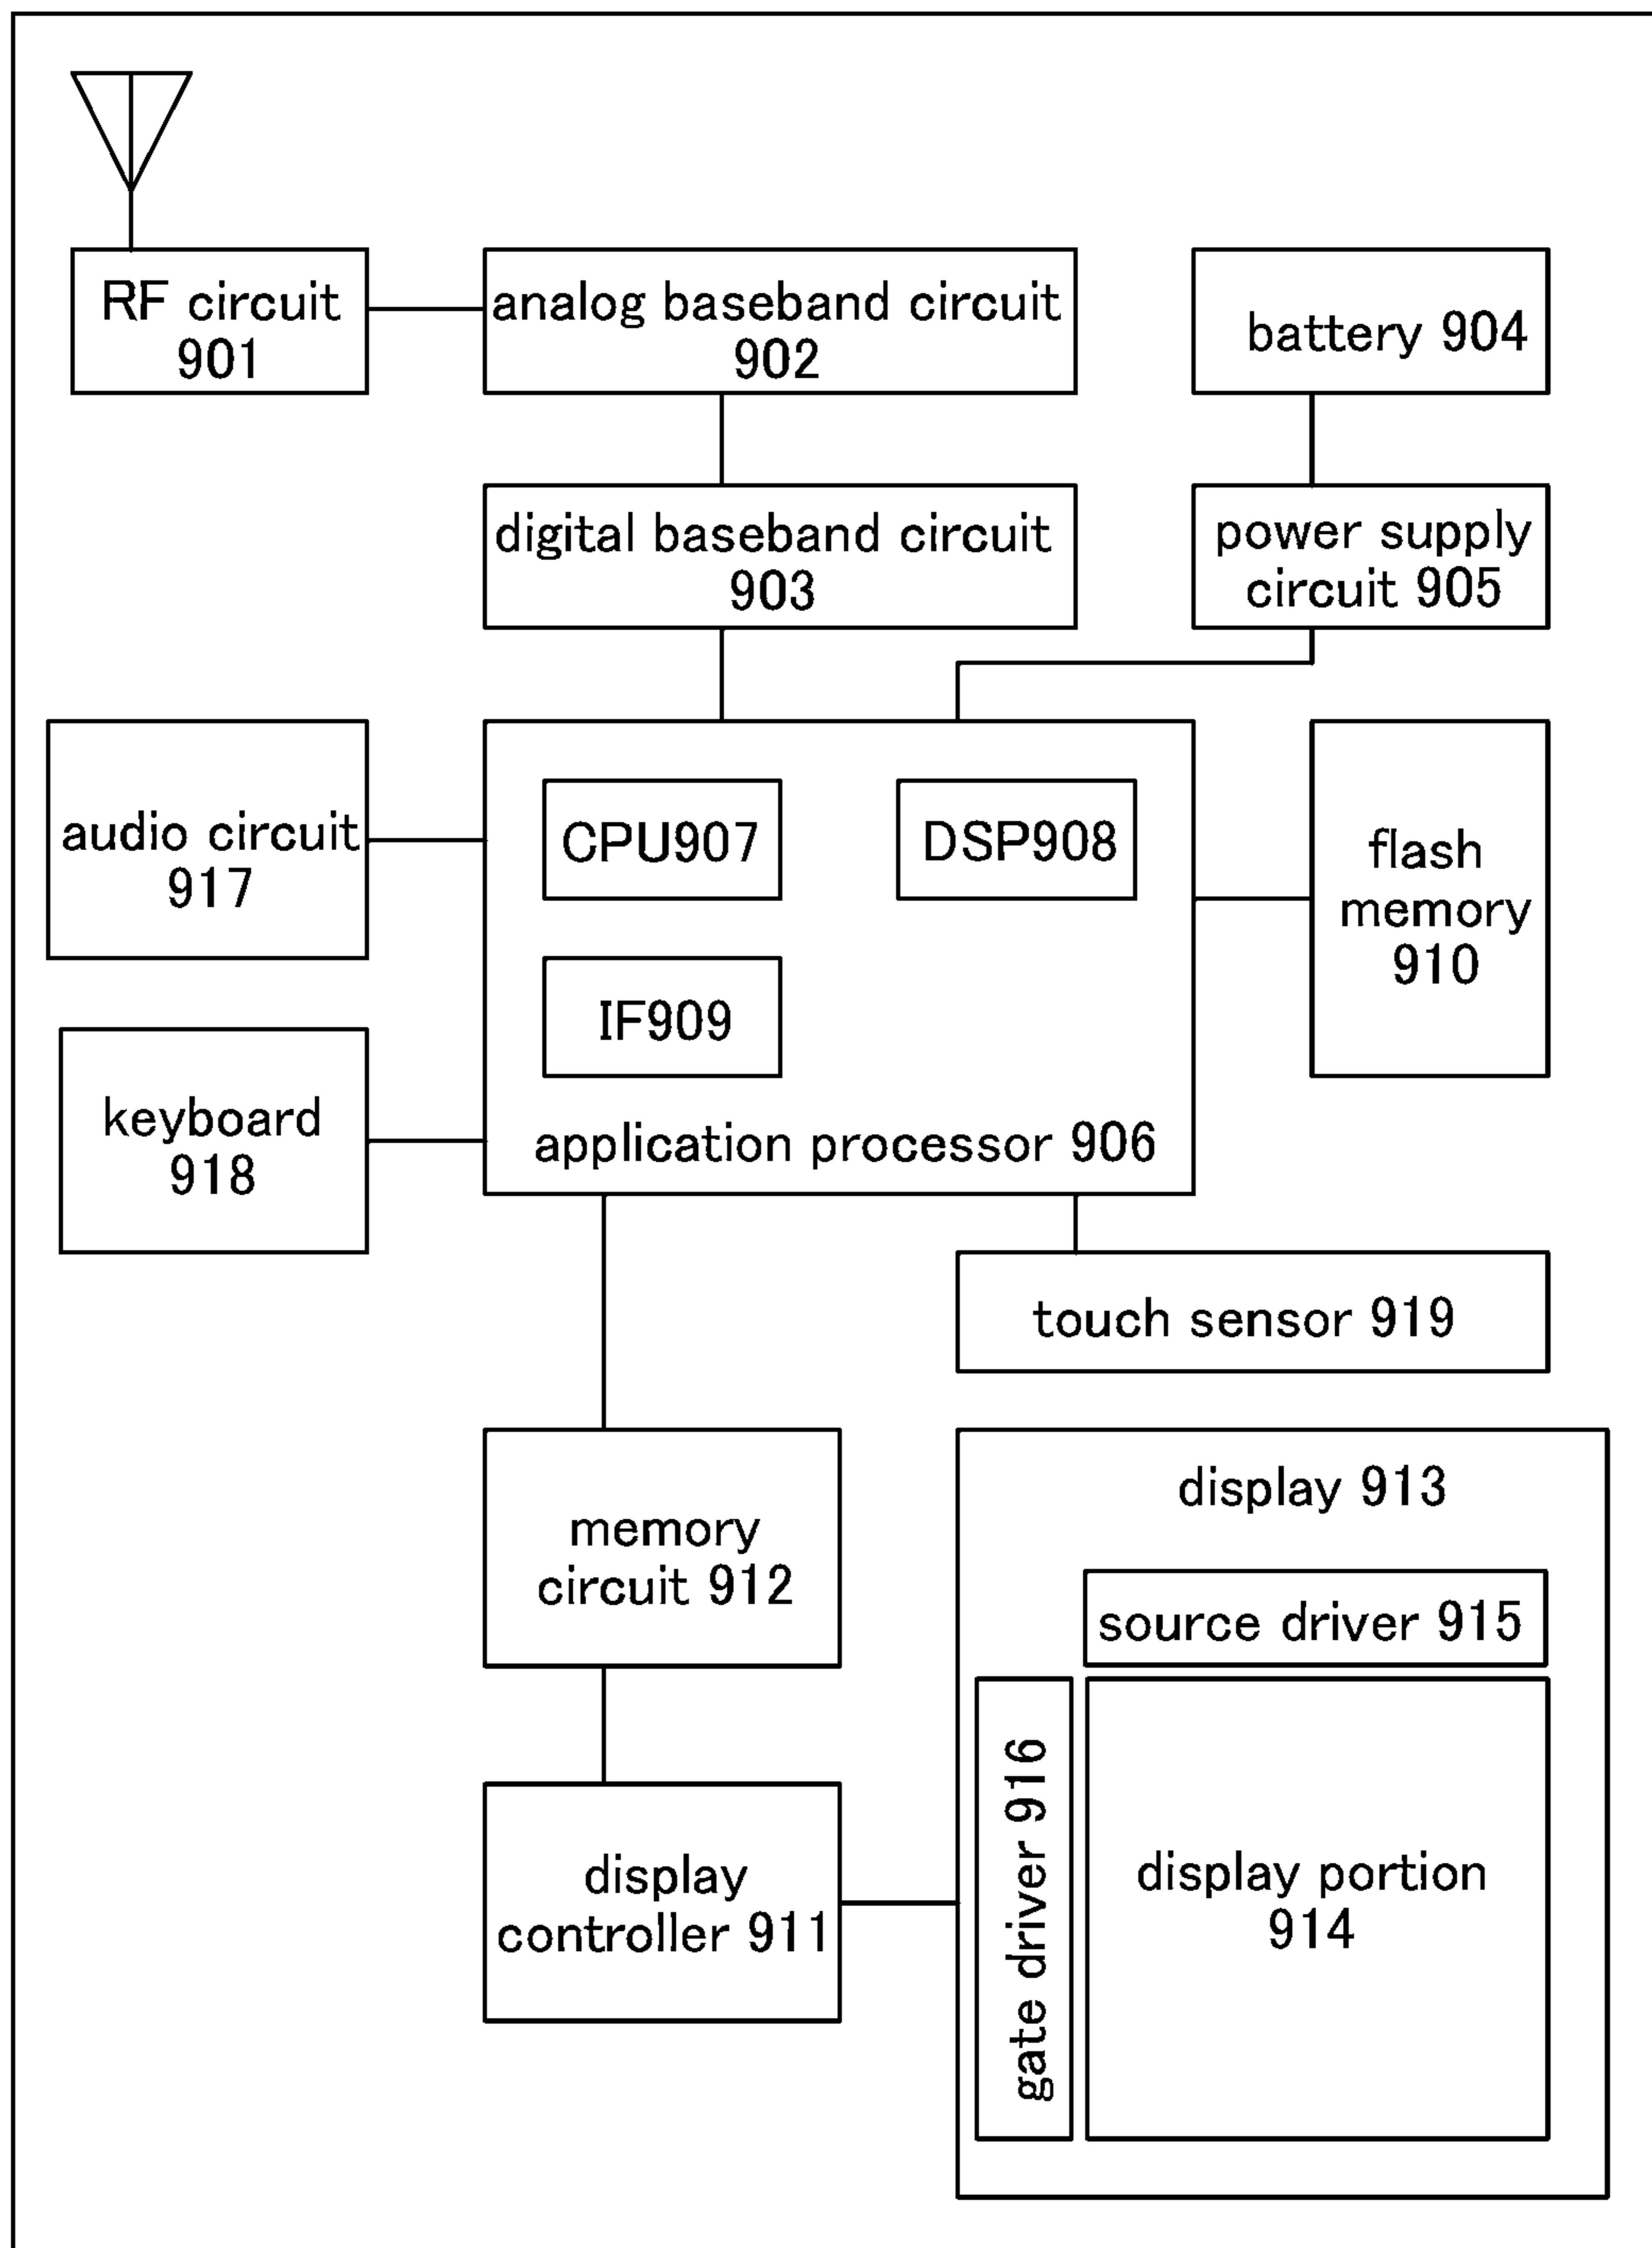 RF circuit
901
analog baseband circuit
902
battery 904
digital baseband circuit
903
power supply
circuit 905
audio circuit
917
CPU907
DSP908
flash
memory
910
IF909
keyboard
918
application processor 906
touch sensor 919
memory
circuit 912
display 913
source driver 915
gate driver 916
display portion
914
display
controller 911